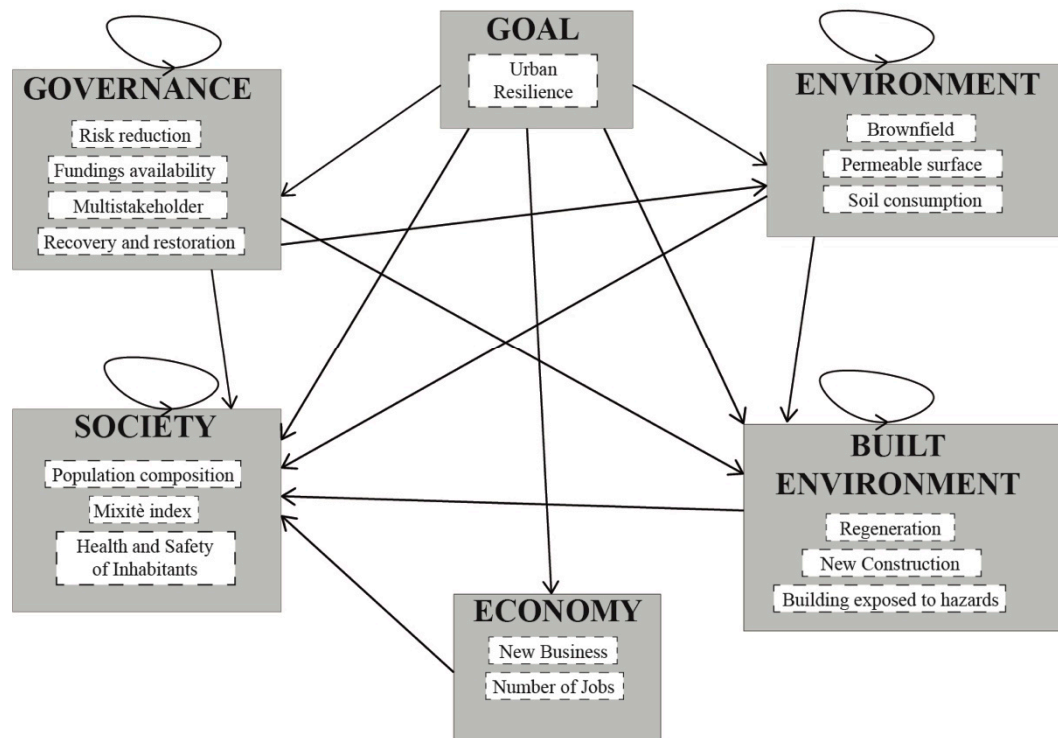 GOAL
Urban
Resilience
GOVERNANCE
Risk reduction
Fundings availability
Multistakeholder
Recovery and restoration
ENVIRONMENT
Brownfield
Permeable surface
Soil consumption
SOCIETY
Population composition
Mixitè index
Health and Safety
of Inhabitants
BUILT
ENVIRONMENT
Regeneration
New Construction
Building exposed to hazards
ECONOMY
New Business
Number of Jobs